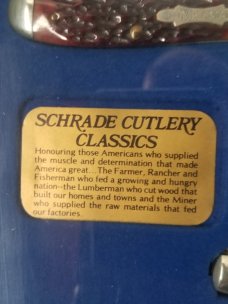 SCHRADE CUTLERY
CLASSICS
Honouring those Americans who supplied
the muscle and determination that made
America great...The Farmer, Rancher and
Fisherman who fed a growing and hungry
nation--the Lumberman who cut wood that
built our homes and towns and the Miner
who supplied the raw materials that fed
our factories.